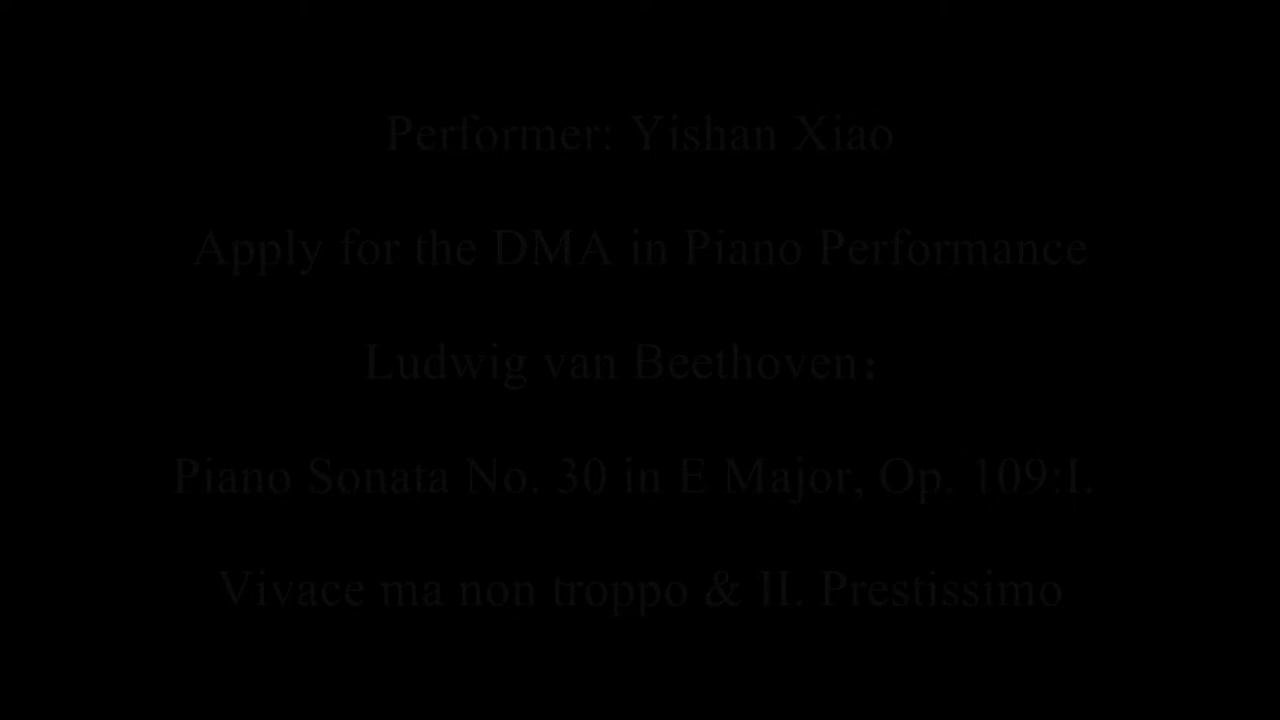 Performer: Yishan Xiao
Apply for the DMA in Piano Performance
Ludwig van Beethoven：
Piano Sonata No. 30 in E Major, Op. 109:I.
Vivace ma non troppo & II. Prestissimo